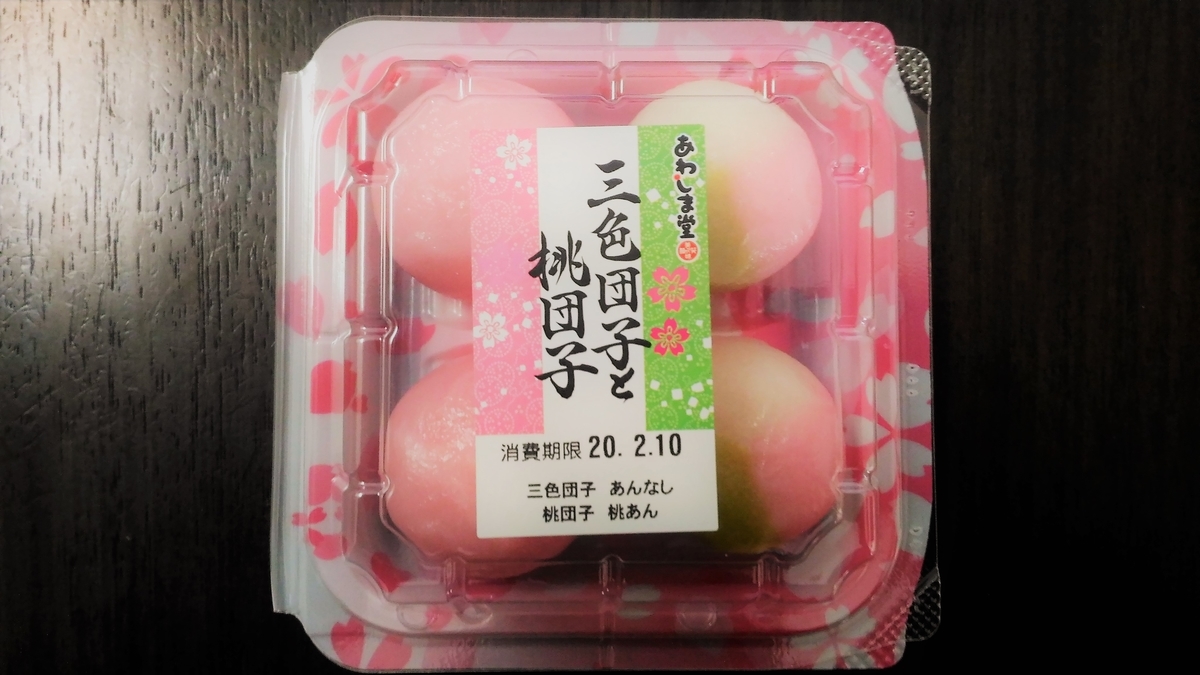 あわしま堂
三色団子と
桃団子
消費期限 20. 2.10
三色団子 あんなし
桃団子 桃あん